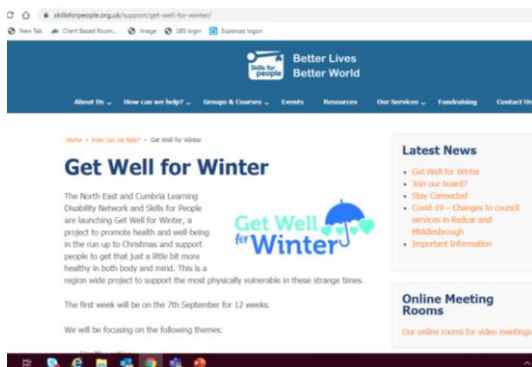 skillsforpeople.org.uk/support/get-well-for-winter/
New Tab Client Based Room... Image SBS login Expenses logon
Skills for people
Better Lives
Better World
About Us How can we help? Groups & Courses Events Resources Our Services Fundraising Contact Us
Home > How can we help? > Get Well for Winter
Get Well for Winter
The North East and Cumbria Learning
Disability Network and Skills for People
are launching Get Well for Winter, a
project to promote health and well-being
in the run up to Christmas and support
people to get that just a little bit more
healthy in both body and mind. This is a
region wide project to support the most physically vulnerable in these strange times.
The first week will be on the 7th September for 12 weeks.
We will be focusing on the following themes:
Get Well
for Winter
Latest News
Get Well for Winter
Join our board?
Stay Connected
Covid-19 – Changes to council
services in Redcar and
Middlesbrough
Important Information
Online Meeting
Rooms
Our online rooms for video meetings